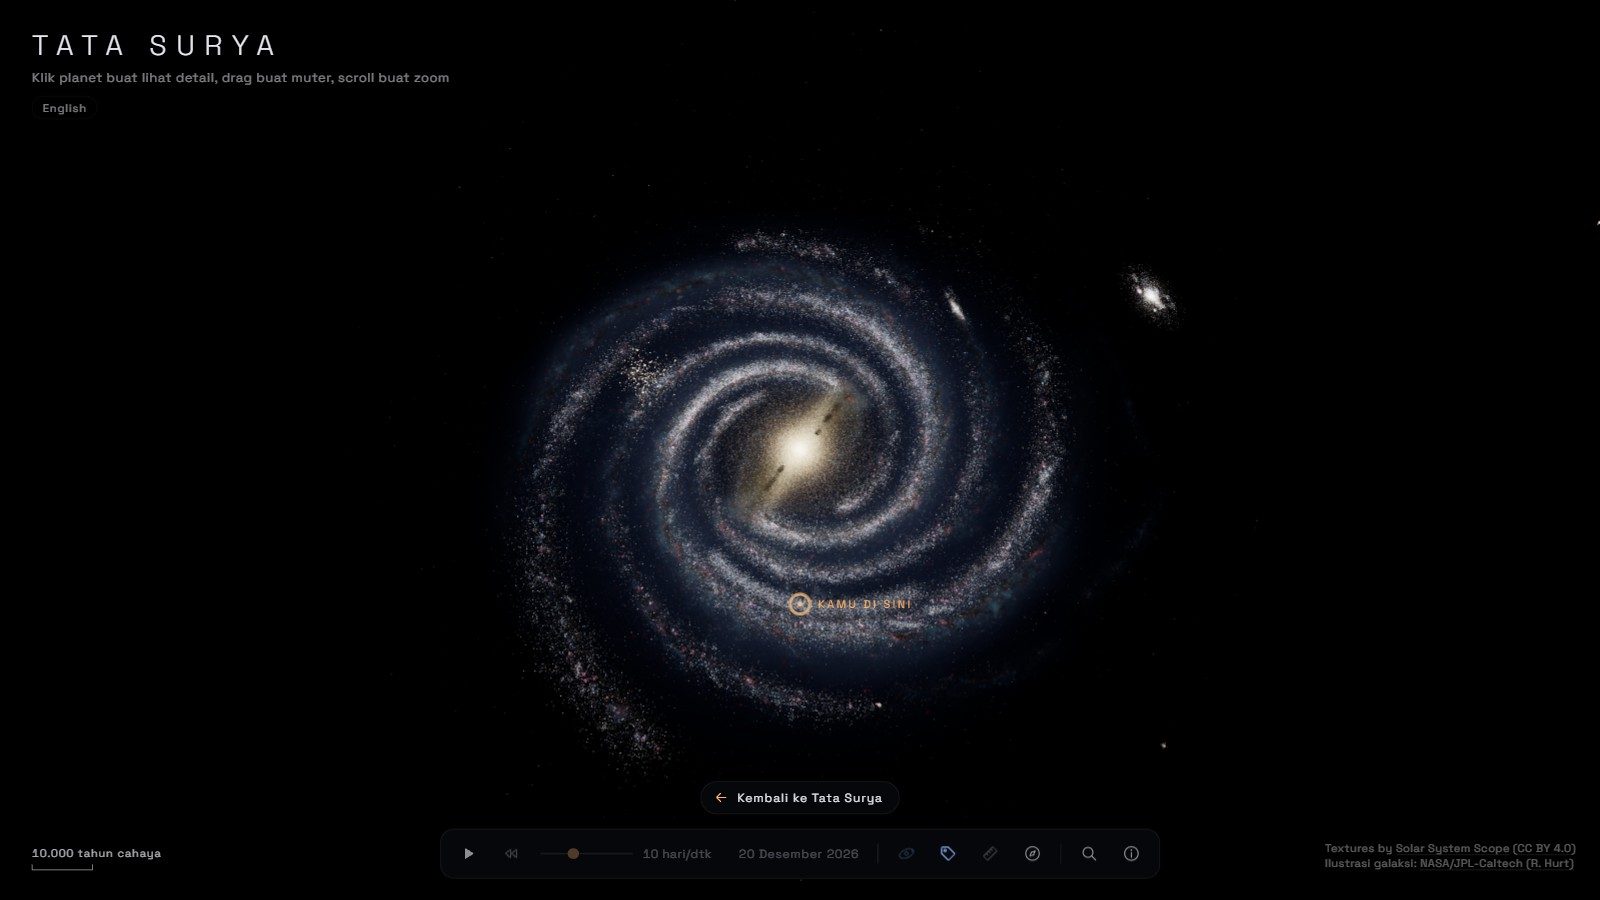 TATA SURYA
Klik planet buat lihat detail, drag buat muter, scroll buat zoom
English
KAMU DI SINI
Kembali ke Tata Surya
10.000 tahun cahaya
10 hari/dtk
20 Desember 2026
Textures by Solar System Scope (CC BY 4.0)
Ilustrasi galaksi: NASA/JPL-Caltech (R. Hurt)